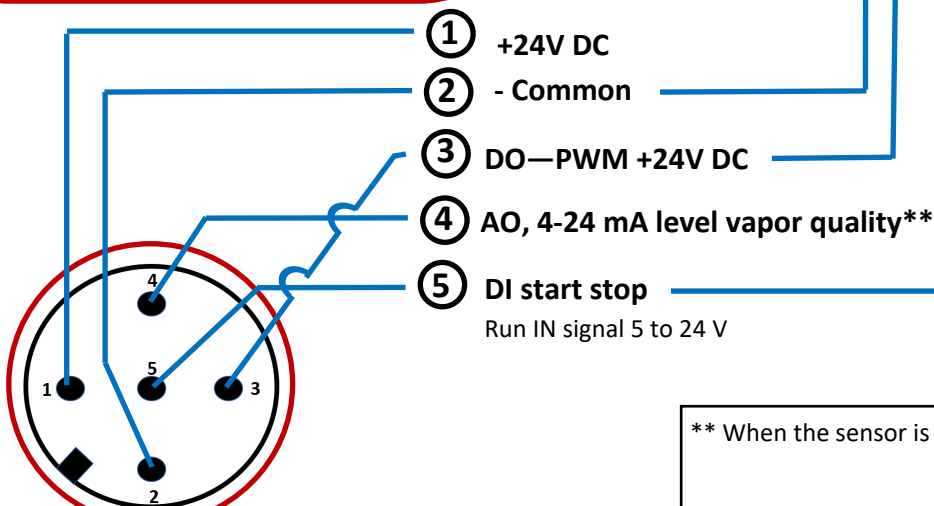 1 +24V DC
2 - Common
3 DO—PWM +24V DC
4 AO, 4-24 mA level vapor quality**
5 DI start stop
Run IN signal 5 to 24 V
4
5
1
3
2
** When the sensor is